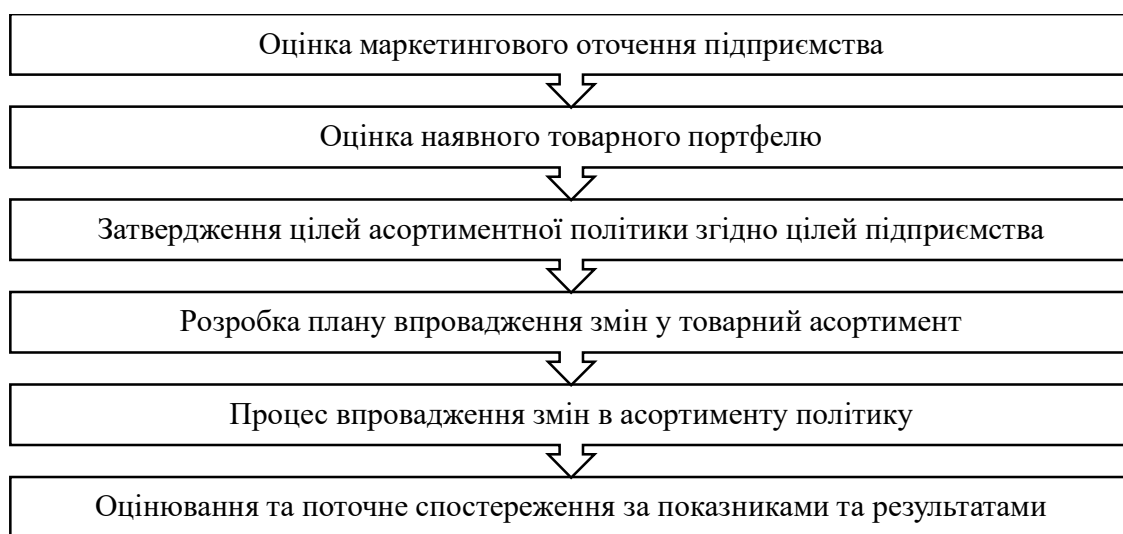 Оцінка маркетингового оточення підприємства
Оцінка наявного товарного портфелю
Затвердження цілей асортиментної політики згідно цілей підприємства
Розробка плану впровадження змін у товарний асортимент
Процес впровадження змін в асортименту політику
Оцінювання та поточне спостереження за показниками та результатами